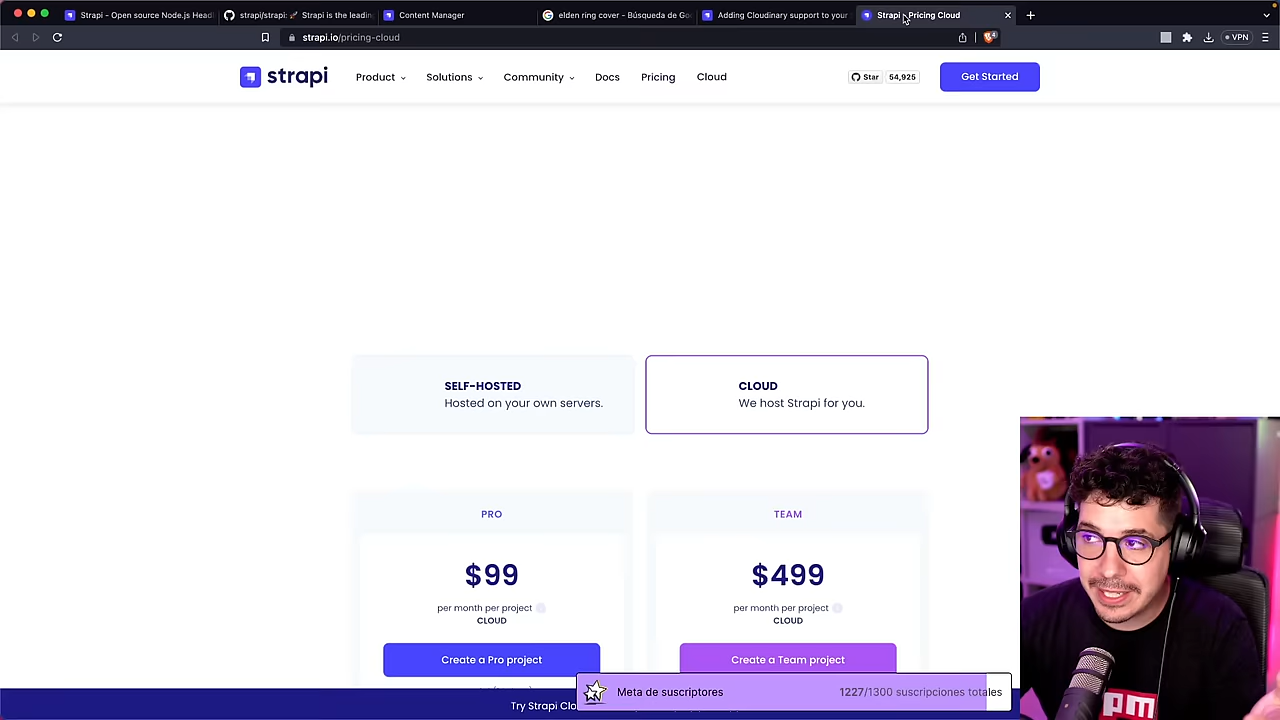 Strapi - Open source Node.js Head
strapi/strapi: 🚀 Strapi is the leading
Content Manager
elden ring cover - Búsqueda de Go
Adding Cloudinary support to your
Strapi - Pricing Cloud
strapi.io/pricing-cloud
4
VPN
strapi
Product
Solutions
Community
Docs
Pricing
Cloud
Star
54,925
Get Started
SELF-HOSTED
Hosted on your own servers.
CLOUD
We host Strapi for you.
PRO
$99
per month per project
CLOUD
Create a Pro project
TEAM
$499
per month per project
CLOUD
Create a Team project
Meta de suscriptores
1227/1300 suscripciones totales
Try Strapi Clo
pm